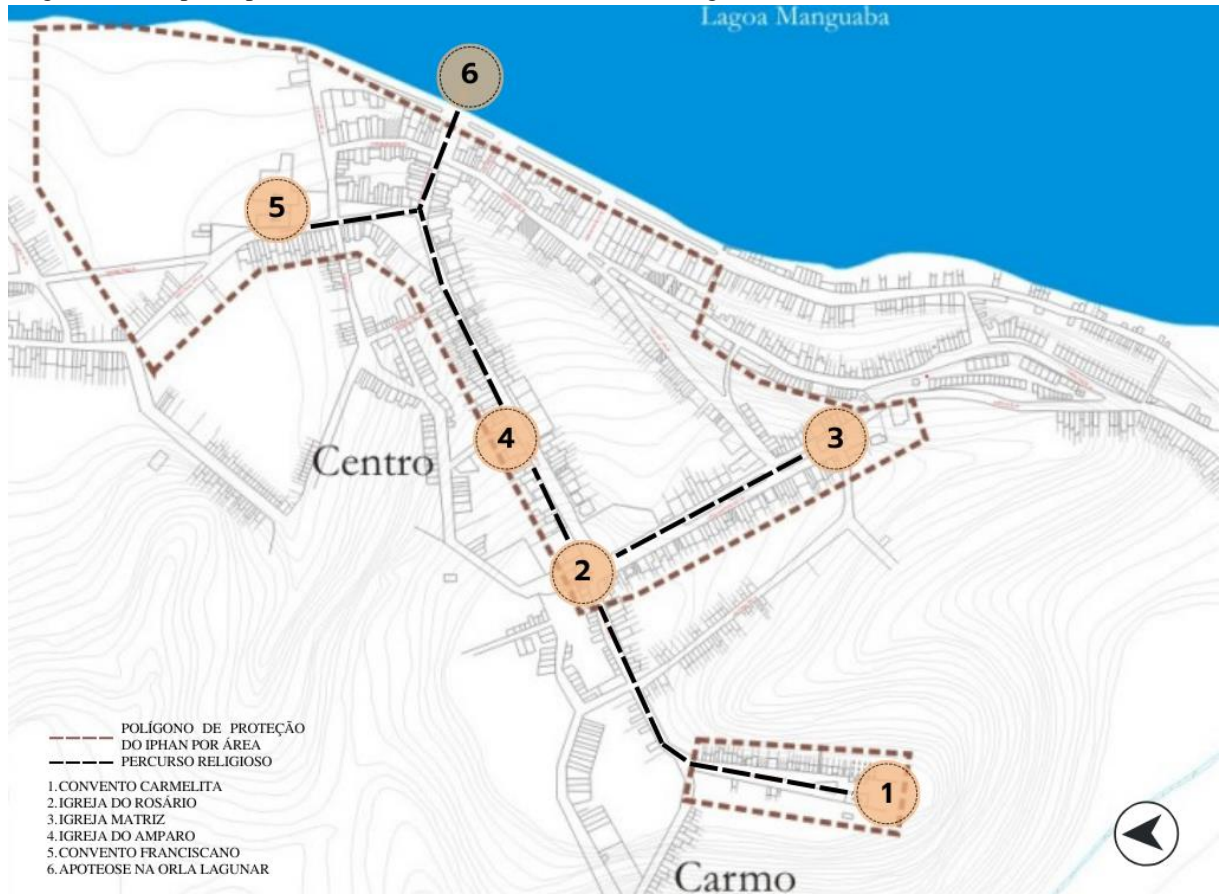 Lagoa Manguaba
6
5
4
3
Centro
2
1
Carmo
POLÍGONO DE PROTEÇÃO
DO IPHAN POR ÁREA
PERCURSO RELIGIOSO
1.CONVENTO CARMELITA
2.IGREJA DO ROSÁRIO
3.IGREJA MATRIZ
4.IGREJA DO AMPARO
5.CONVENTO FRANCISCANO
6.APOTEOSE NA ORLA LAGUNAR